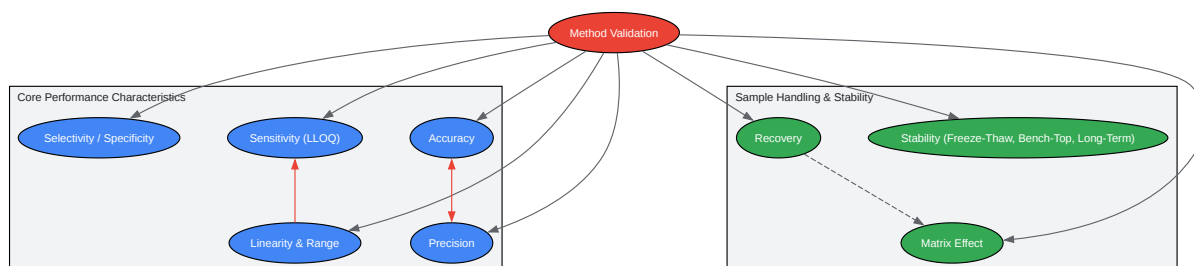 Method Validation
Core Performance Characteristics
Sample Handling & Stability
Selectivity / Specificity
Sensitivity (LLOQ)
Accuracy
Recovery
Stability (Freeze-Thaw, Bench-Top, Long-Term)
Linearity & Range
Precision
Matrix Effect